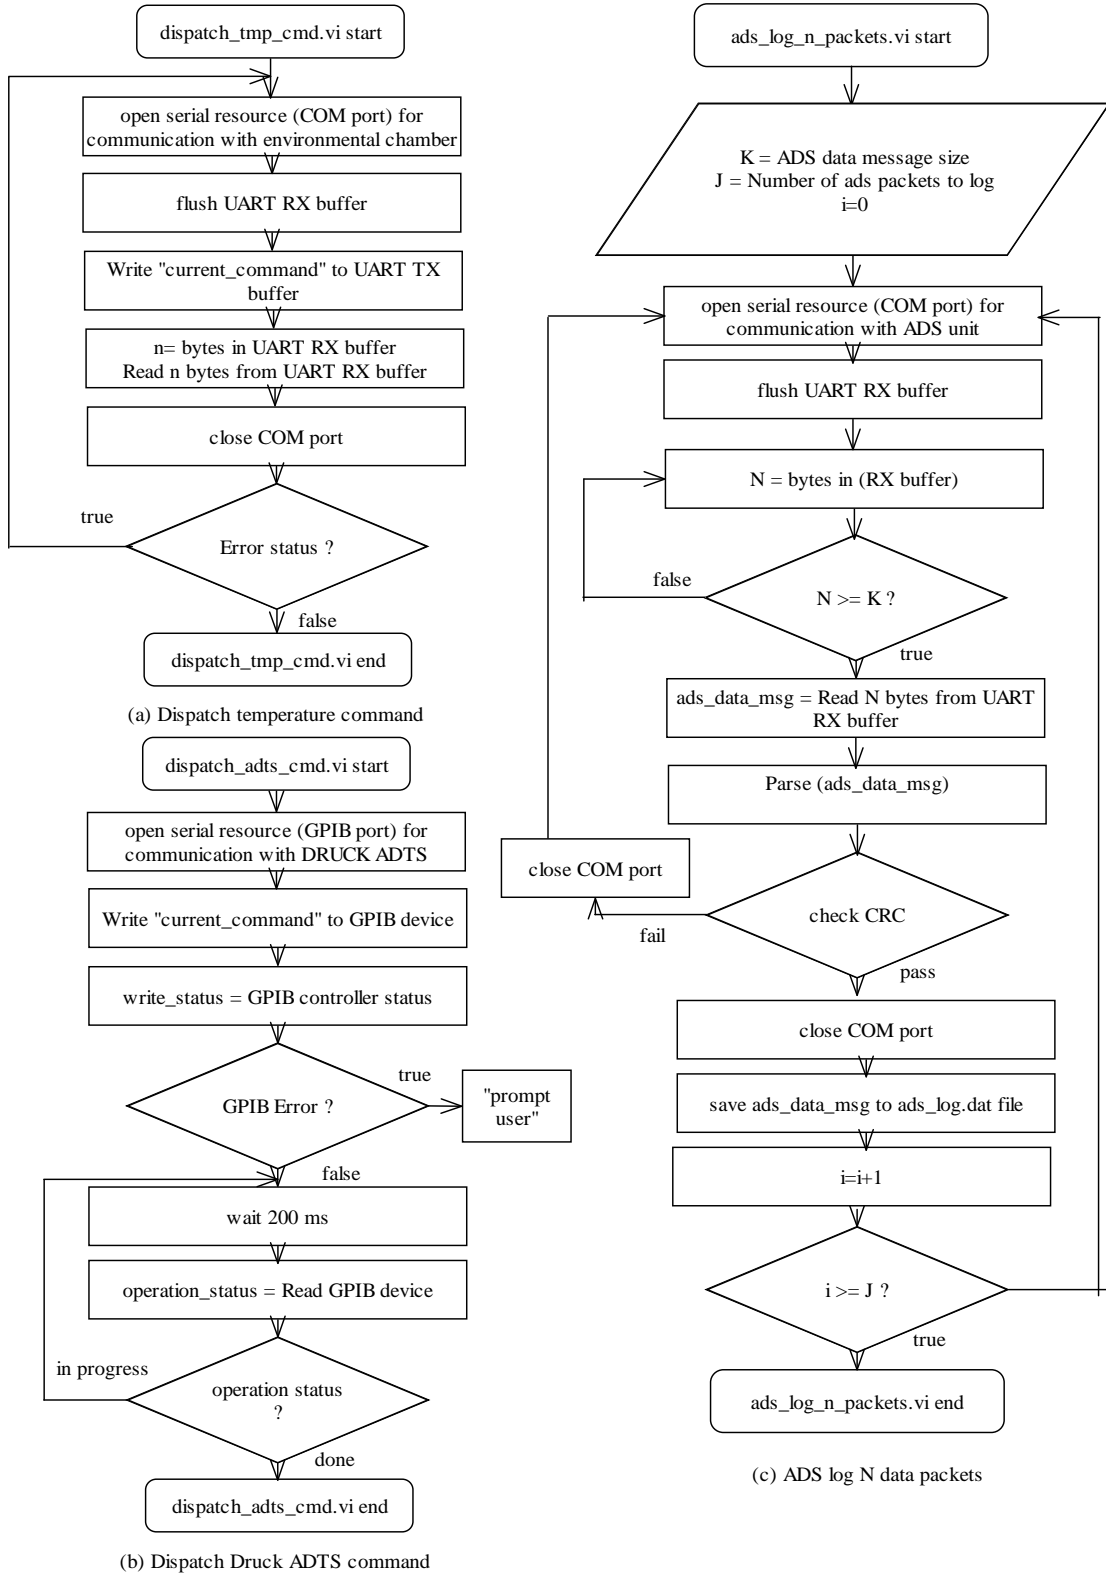 dispatch_tmp_cmd.vi start
open serial resource (COM port) for
communication with environmental chamber
flush UART RX buffer
Write "current_command" to UART TX
buffer
n= bytes in UART RX buffer
Read n bytes from UART RX buffer
close COM port
true
Error status ?
false
dispatch_tmp_cmd.vi end
(a) Dispatch temperature command
dispatch_adts_cmd.vi start
open serial resource (GPIB port) for
communication with DRUCK ADTS
Write "current_command" to GPIB device
write_status = GPIB controller status
GPIB Error ?
true
"prompt
user"
false
wait 200 ms
operation_status = Read GPIB device
in progress
operation status
?
done
dispatch_adts_cmd.vi end
(b) Dispatch Druck ADTS command
ads_log_n_packets.vi start
K = ADS data message size
J = Number of ads packets to log
i=0
open serial resource (COM port) for
communication with ADS unit
flush UART RX buffer
N = bytes in (RX buffer)
false
N >= K ?
true
ads_data_msg = Read N bytes from UART
RX buffer
Parse (ads_data_msg)
close COM port
check CRC
fail
pass
close COM port
save ads_data_msg to ads_log.dat file
i=i+1
i >= J ?
true
ads_log_n_packets.vi end
(c) ADS log N data packets